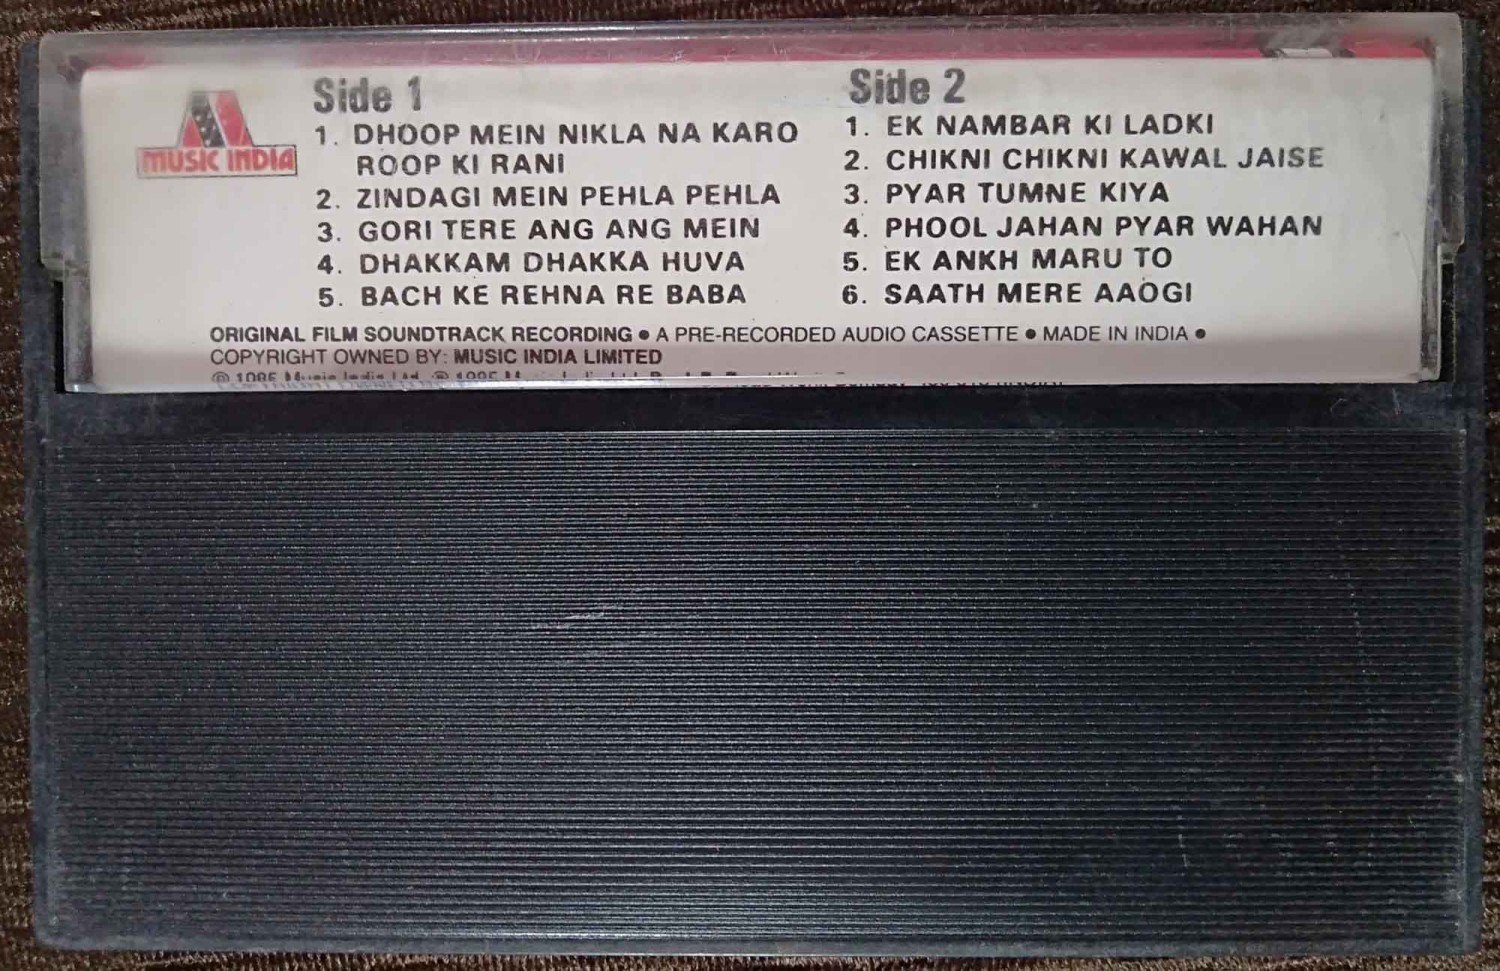 MUSIC INDIA
Side 1
1. DHOOP MEIN NIKLA NA KARO
ROOP KI RANI
2. ZINDAGI MEIN PEHLA PEHLA
3. GORI TERE ANG ANG MEIN
4. DHAKKAM DHAKKA HUVA
5. BACH KE REHNA RE BABA
Side 2
1. EK NAMBAR KI LADKI
2. CHIKNI CHIKNI KAWAL JAISE
3. PYAR TUMNE KIYA
4. PHOOL JAHAN PYAR WAHAN
5. EK ANKH MARU TO
6. SAATH MERE AAOGI
ORIGINAL FILM SOUNDTRACK RECORDING ● A PRE-RECORDED AUDIO CASSETTE ● MADE IN INDIA ●
COPYRIGHT OWNED BY: MUSIC INDIA LIMITED